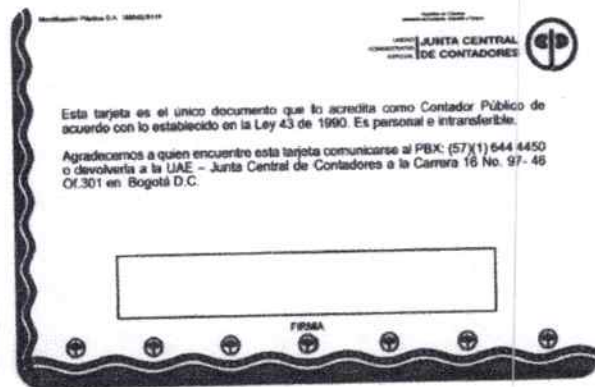 JUNTA CENTRAL
DE CONTADORES
Esta tarjeta es el único documento que lo acredita como Contador Público de
acuerdo con lo establecido en la Ley 43 de 1990. Es personal e intransferible.
Agradecemos a quien encuentre esta tarjeta comunicarse al PBX: (57)(1) 644 4450
o devolverla a la UAE – Junta Central de Contadores a la Carrera 16 No. 97- 46
Of.301 en Bogotá D.C.
FIRMA